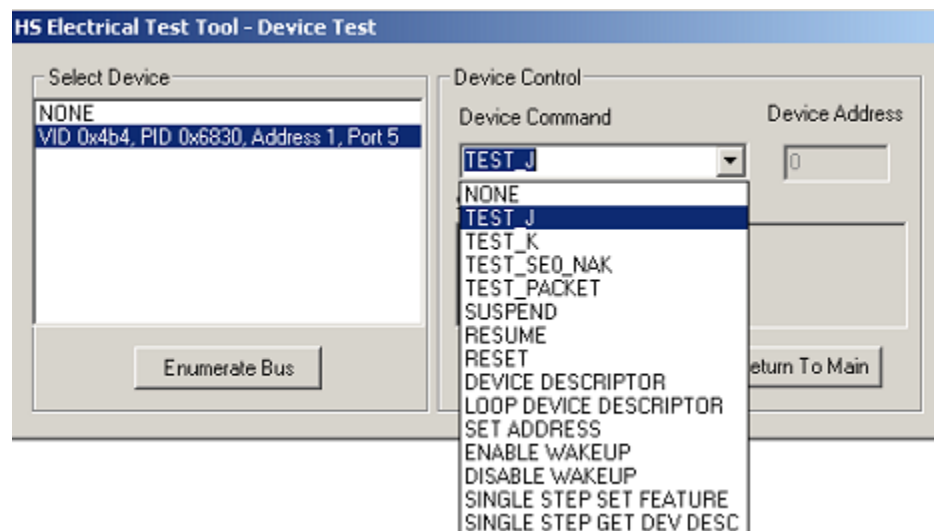 HS Electrical Test Tool - Device Test
Select Device
NONE
VID 0x4b4, PID 0x6830, Address 1, Port 5
Enumerate Bus
Device Control
Device Command
Device Address
TEST_J
0
NONE
TEST_J
TEST_K
TEST_SE0_NAK
TEST_PACKET
SUSPEND
RESUME
RESET
DEVICE DESCRIPTOR
LOOP DEVICE DESCRIPTOR
SET ADDRESS
ENABLE WAKEUP
DISABLE WAKEUP
SINGLE STEP SET FEATURE
SINGLE STEP GET DEV DESC
eturn To Main